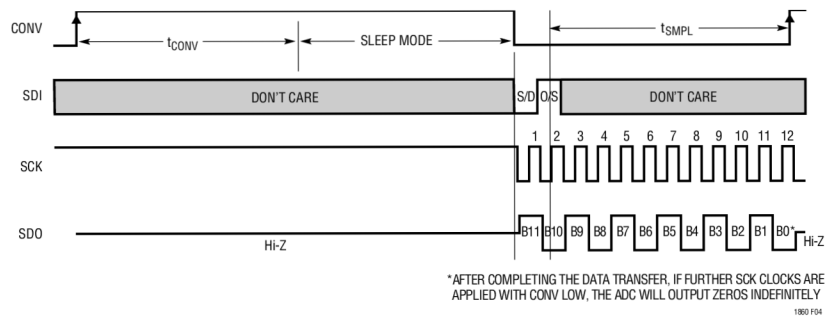 CONV
tCONV
SLEEP MODE
tSMPL
SDI
DON'T CARE
S/D
O/S
DON'T CARE
1 2 3 4 5 6 7 8 9 10 11 12
SCK
SDO
Hi-Z
B11 B10 B9 B8 B7 B6 B5 B4 B3 B2 B1 B0*
Hi-Z
*AFTER COMPLETING THE DATA TRANSFER, IF FURTHER SCK CLOCKS ARE
APPLIED WITH CONV LOW, THE ADC WILL OUTPUT ZEROS INDEFINITELY
1860 F04